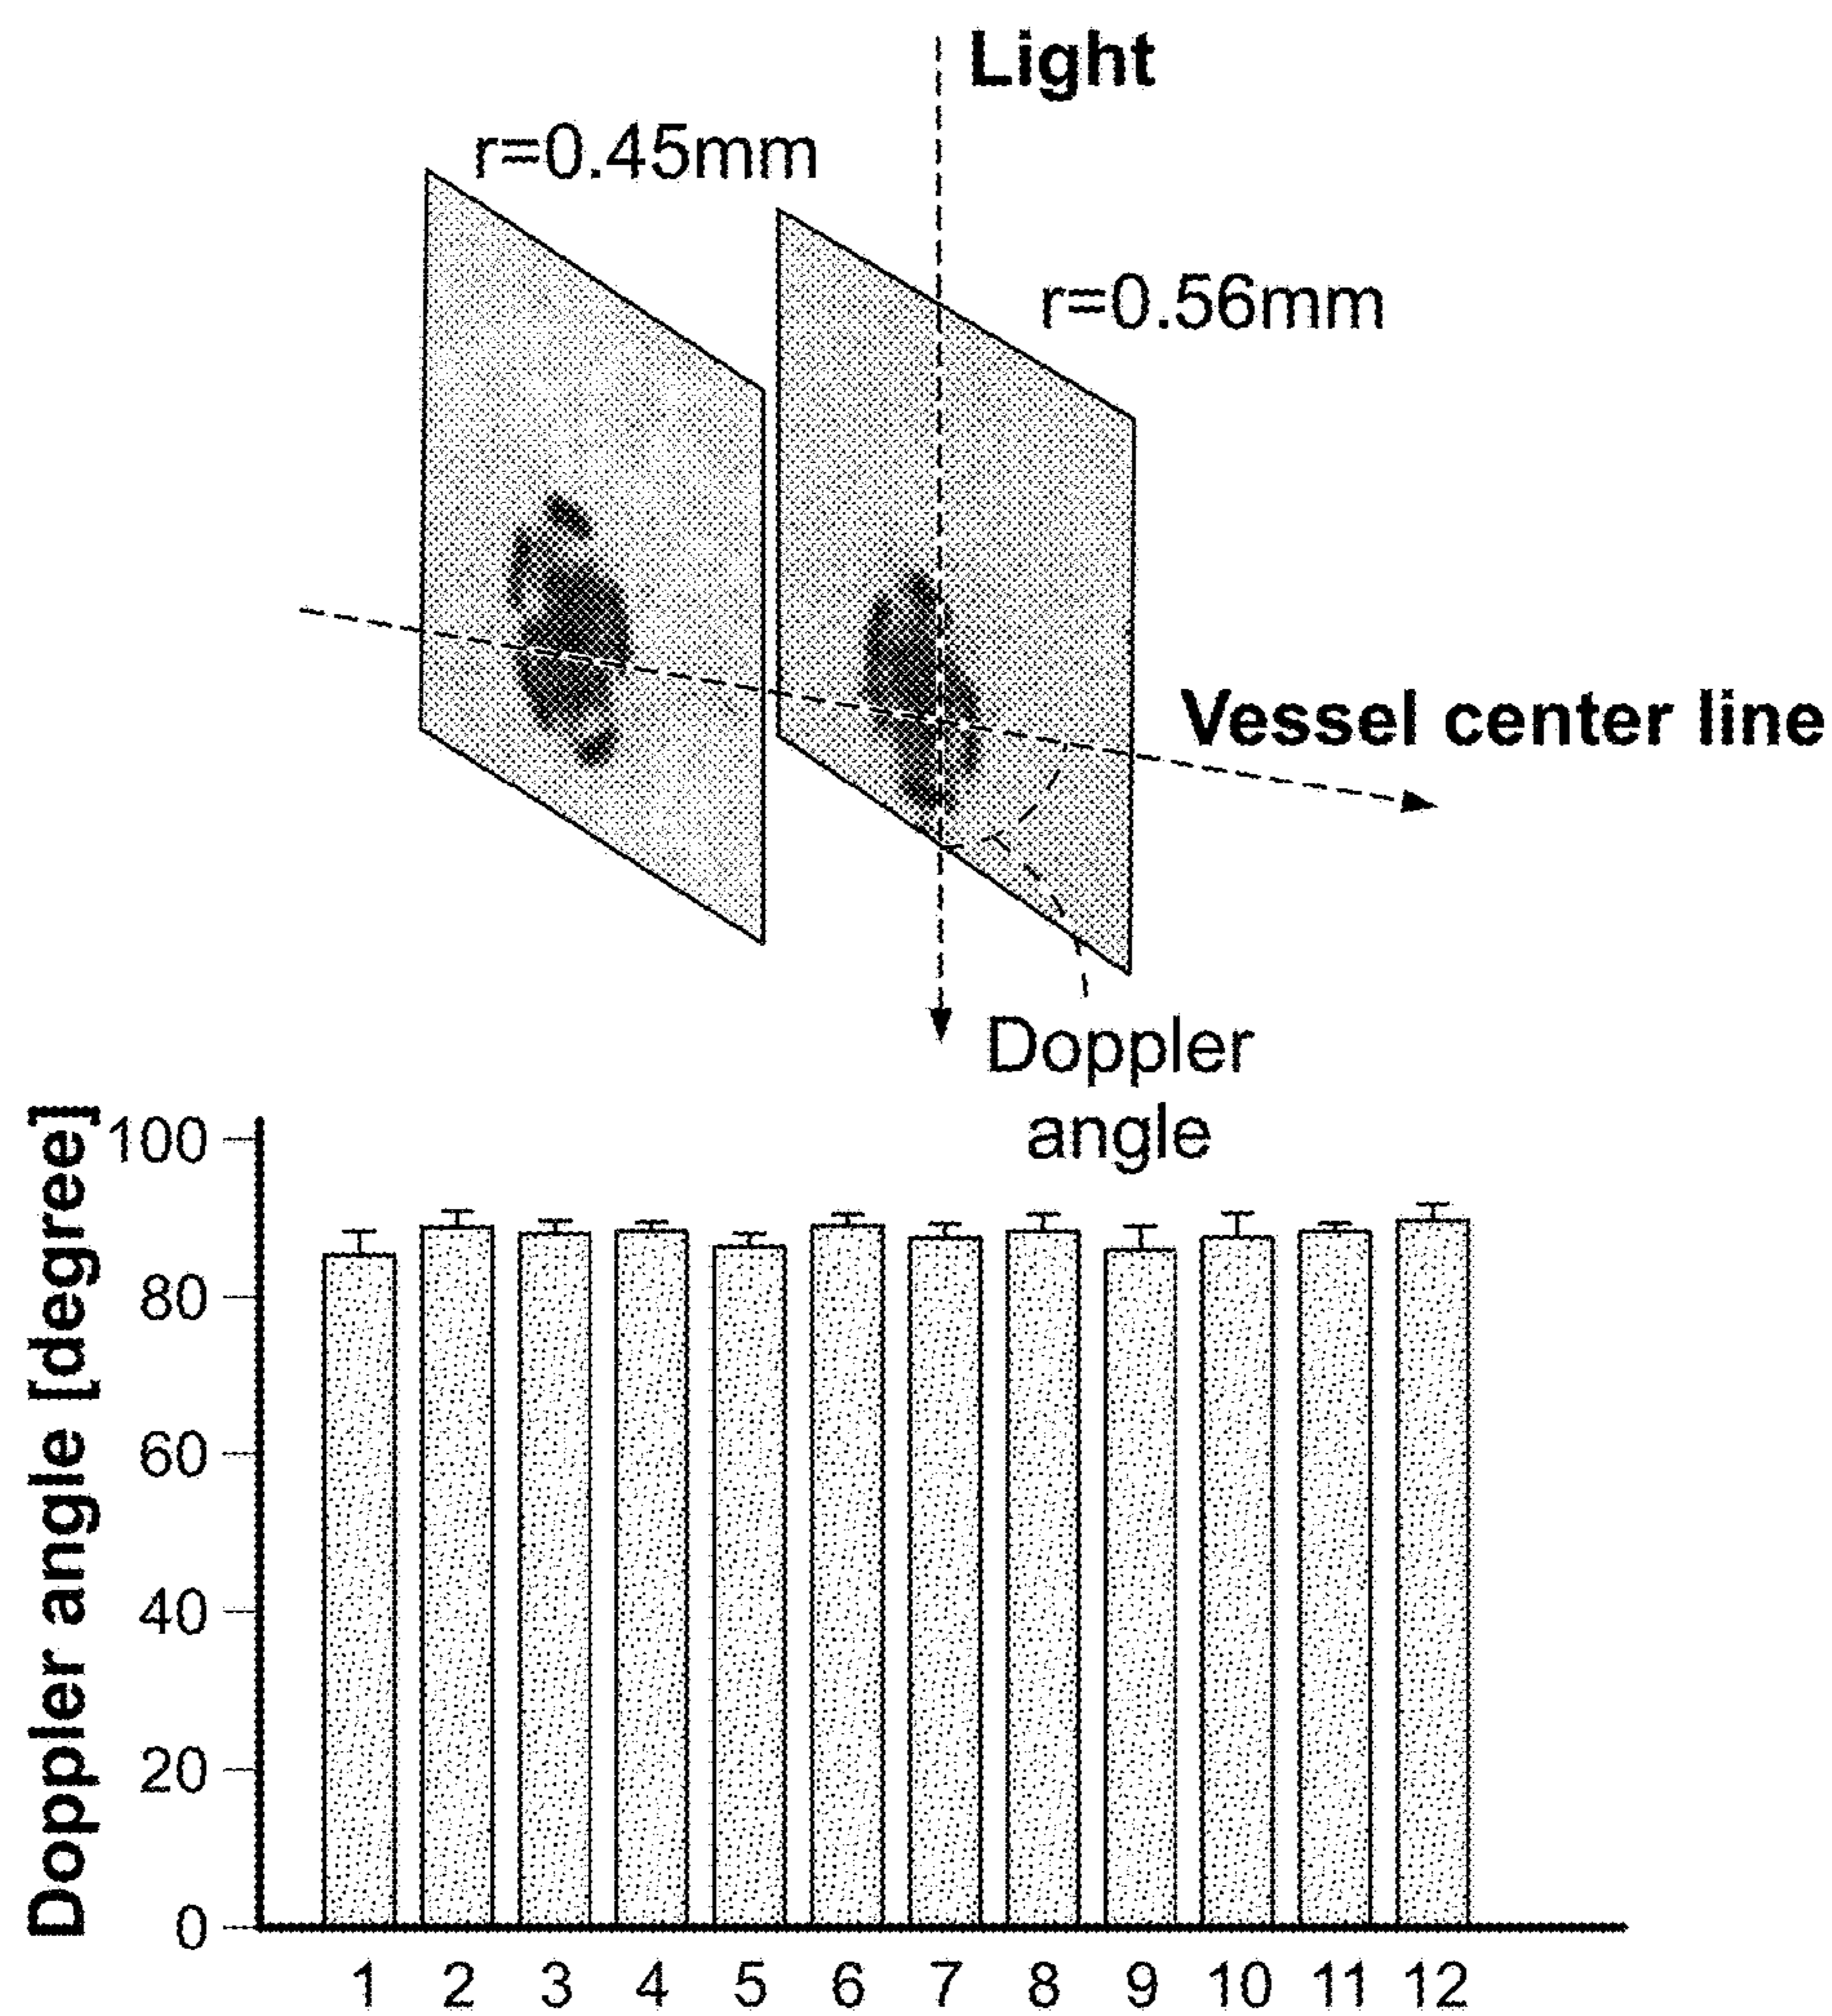 Light
r=0.45mm
r=0.56mm
Vessel center line
Doppler
angle
Doppler angle [degree]
100
80
60
40
20
0
1 2 3 4 5 6 7 8 9 10 11 12